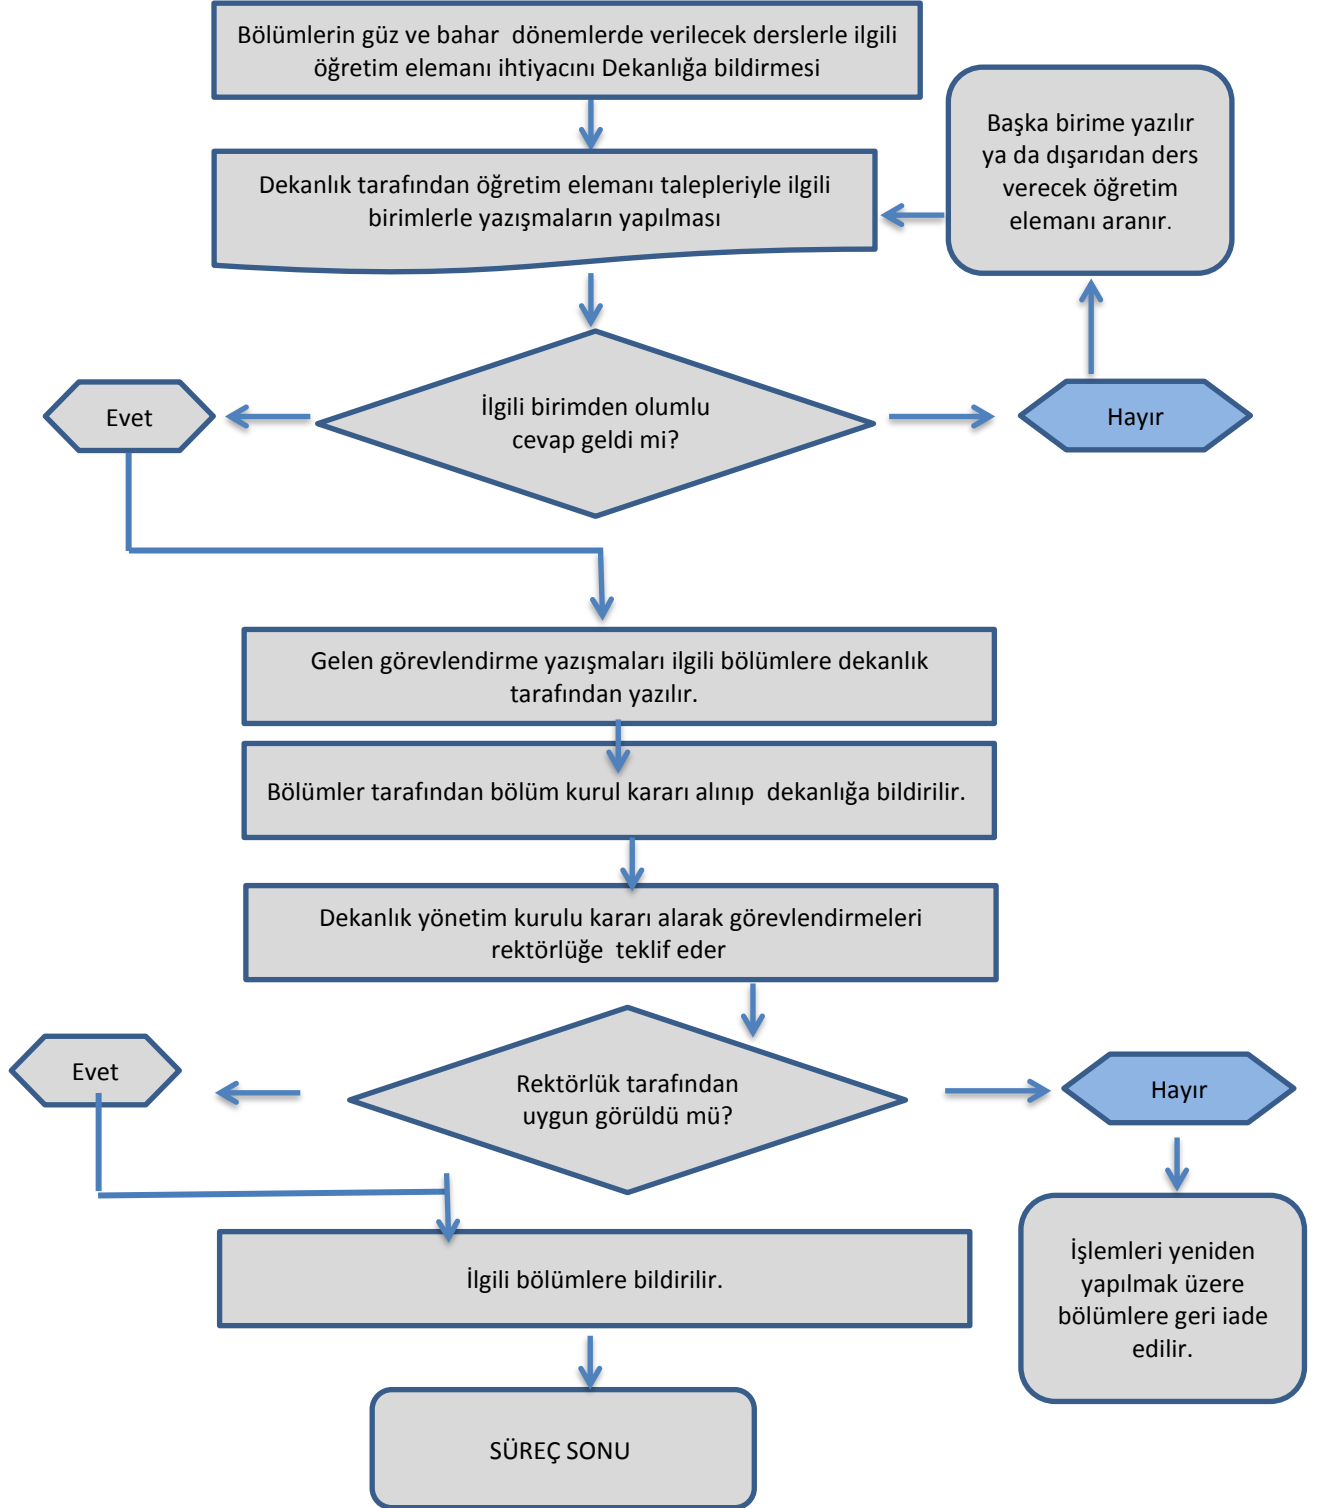 Bölümlerin güz ve bahar  dönemlerde verilecek derslerle ilgili
öğretim elemanı ihtiyacını Dekanlığa bildirmesi
Başka birime yazılır
ya da dışarıdan ders
verecek öğretim
elemanı aranır.
Dekanlık tarafından öğretim elemanı talepleriyle ilgili
birimlerle yazışmaların yapılması
Evet
İlgili birimden olumlu
cevap geldi mi?
Hayır
Gelen görevlendirme yazışmaları ilgili bölümlere dekanlık
tarafından yazılır.
Bölümler tarafından bölüm kurul kararı alınıp  dekanlığa bildirilir.
Dekanlık yönetim kurulu kararı alarak görevlendirmeleri
rektörlüğe  teklif eder
Evet
Rektörlük tarafından
uygun görüldü mü?
Hayır
İlgili bölümlere bildirilir.
İşlemleri yeniden
yapılmak üzere
bölümlere geri iade
edilir.
SÜREÇ SONU